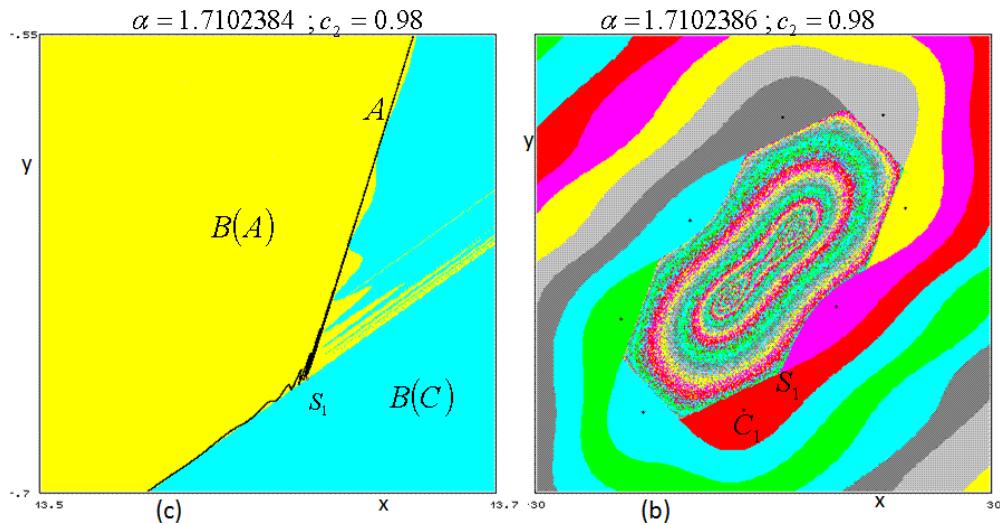 α = 1.7102384 ; c₂ = 0.98
-.55
y
A
B(A)
S₁
B(C)
-.7
13.5
x
13.7
(c)
α = 1.7102386 ; c₂ = 0.98
y
S₁
C₁
-30
x
30
(b)